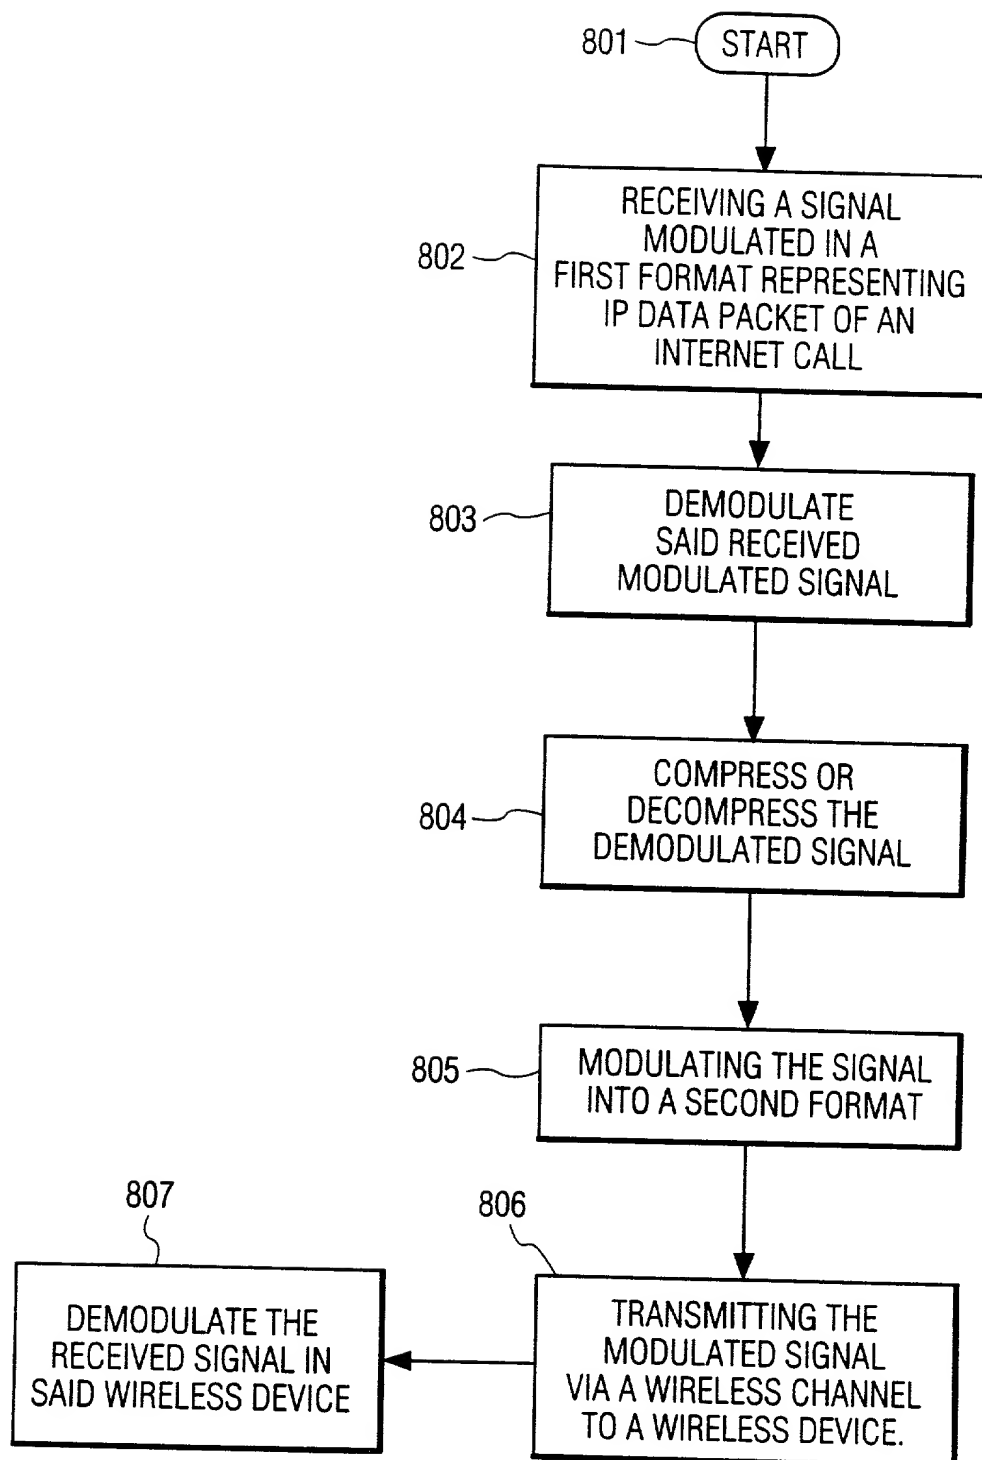 801
START
802
RECEIVING A SIGNAL
MODULATED IN A
FIRST FORMAT REPRESENTING
IP DATA PACKET OF AN
INTERNET CALL
803
DEMODULATE
SAID RECEIVED
MODULATED SIGNAL
804
COMPRESS OR
DECOMPRESS THE
DEMODULATED SIGNAL
805
MODULATING THE SIGNAL
INTO A SECOND FORMAT
806
TRANSMITTING THE
MODULATED SIGNAL
VIA A WIRELESS CHANNEL
TO A WIRELESS DEVICE.
807
DEMODULATE THE
RECEIVED SIGNAL IN
SAID WIRELESS DEVICE